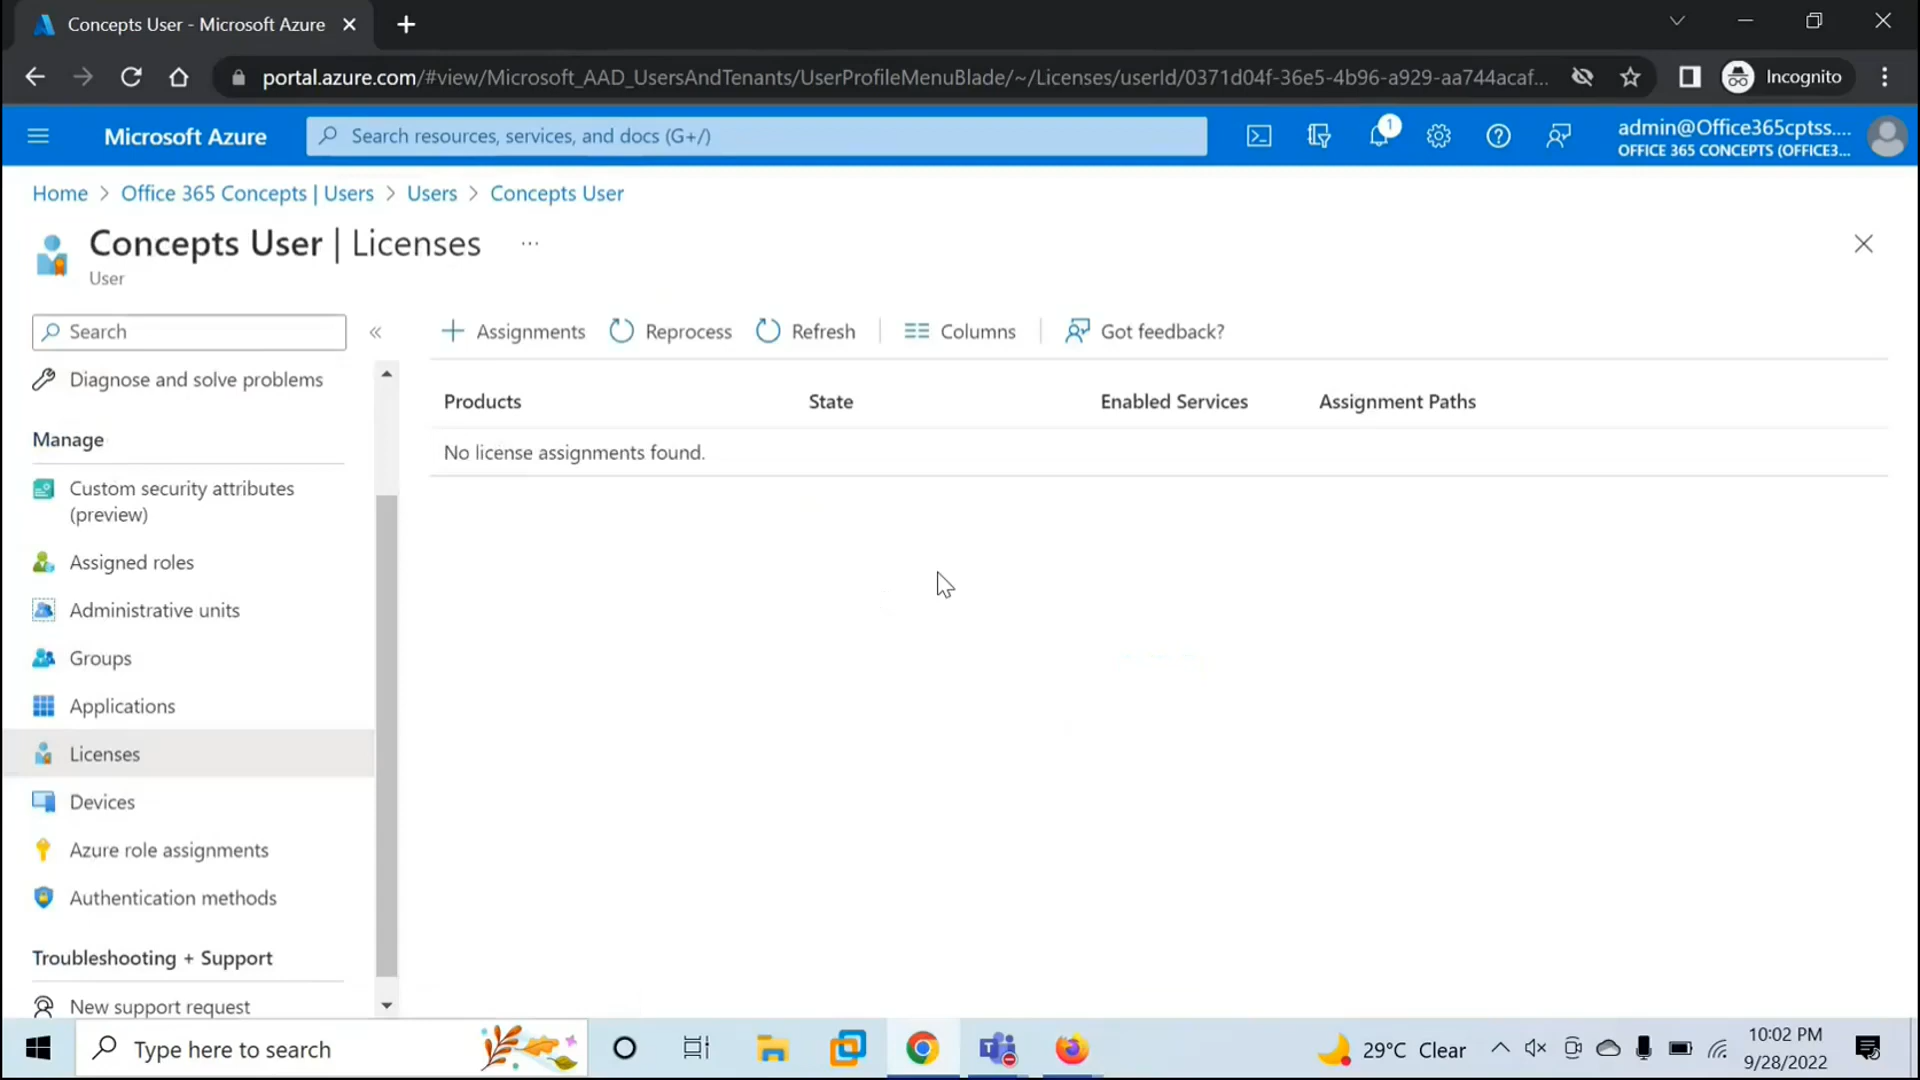 Concepts User - Microsoft Azure
portal.azure.com/#view/Microsoft_AAD_UsersAndTenants/UserProfileMenuBlade/~/Licenses/userId/0371d04f-36e5-4b96-a929-aa744acaf...
Incognito
Microsoft Azure
Search resources, services, and docs (G+/)
1
admin@Office365cptss....
OFFICE 365 CONCEPTS (OFFICE3...
Home > Office 365 Concepts | Users > Users > Concepts User
Concepts User | Licenses ...
User
Search
«
Assignments
Reprocess
Refresh
Columns
Got feedback?
Diagnose and solve problems
Manage
Custom security attributes
(preview)
Assigned roles
Administrative units
Groups
Applications
Licenses
Devices
Azure role assignments
Authentication methods
Troubleshooting + Support
New support request
Products State Enabled Services Assignment Paths
No license assignments found.
Type here to search
29°C Clear
10:02 PM
9/28/2022